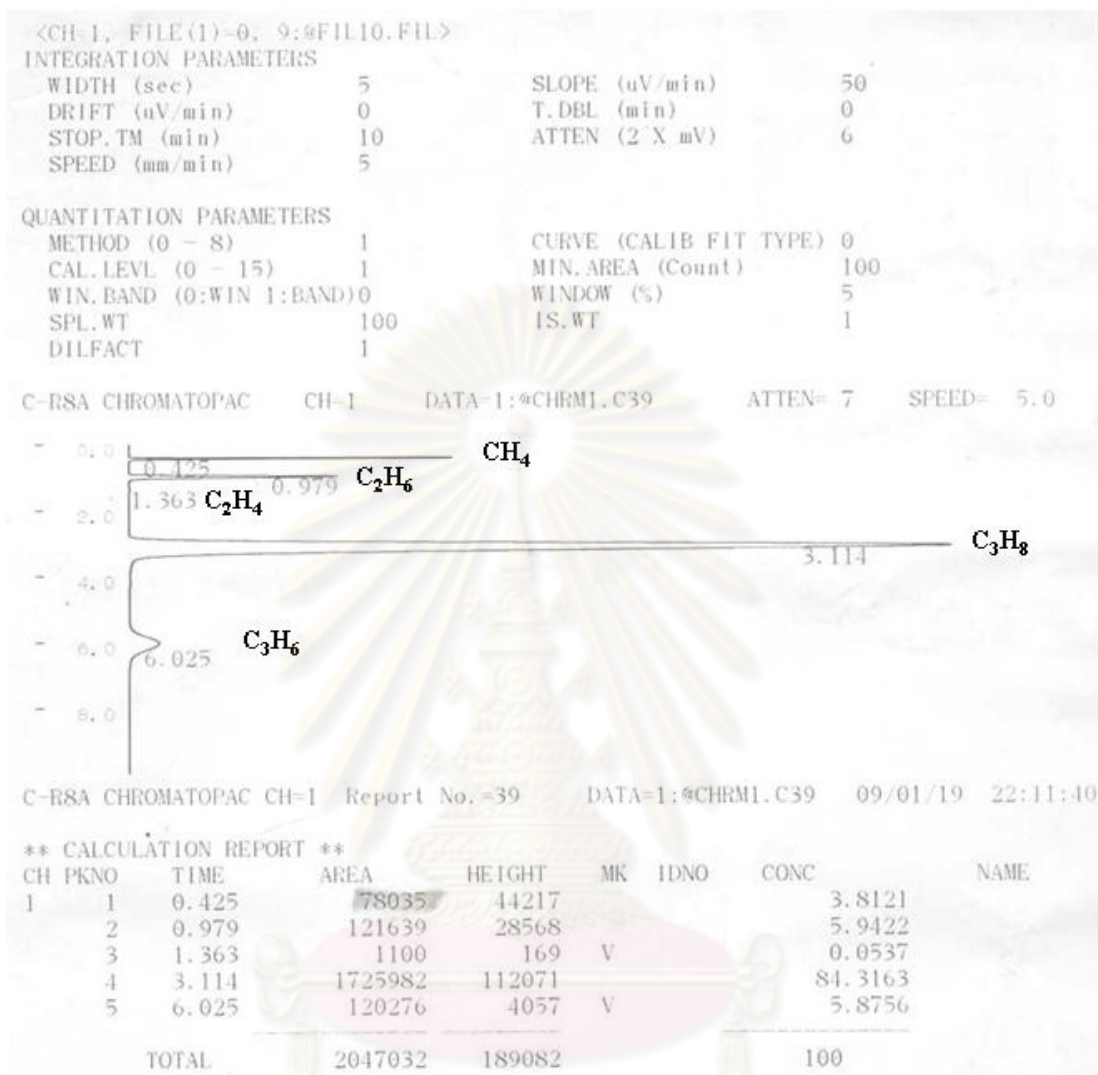 <CH-1, FILE(1)-0; 9:@FIL10.FIL>
INTEGRATION PARAMETERS
WIDTH (sec) 5 SLOPE (uV/min) 50
DRIFT (uV/min) 0 T.DBL (min) 0
STOP.TM (min) 10 ATTEN (2^X mV) 6
SPEED (mm/min) 5
QUANTITATION PARAMETERS
METHOD (0 - 8) 1 CURVE (CALIB FIT TYPE) 0
CAL.LEVL (0 - 15) 1 MIN.AREA (Count) 100
WIN.BAND (0:WIN 1:BAND)0 WINDOW (%) 5
SPL.WT 100 IS.WT 1
DILFACT 1
C-R8A CHROMATOPAC CH-1 DATA-1:@CHRM1.C39 ATTEN= 7 SPEED= 5.0
0.0
CH₄
0.425
0.979 C₂H₆
1.363 C₂H₄
2.0
C₃H₈
3.114
4.0
C₃H₆
6.0
6.025
8.0
C-R8A CHROMATOPAC CH=1 Report No.=39 DATA=1:@CHRM1.C39 09/01/19 22:11:40
** CALCULATION REPORT **
CH PKNO TIME AREA HEIGHT MK IDNO CONC NAME
1 1 0.425 78035 44217 3.8121
2 0.979 121639 28568 5.9422
3 1.363 1100 169 V 0.0537
4 3.114 1725982 112071 84.3163
5 6.025 120276 4057 V 5.8756
TOTAL 2047032 189082 100